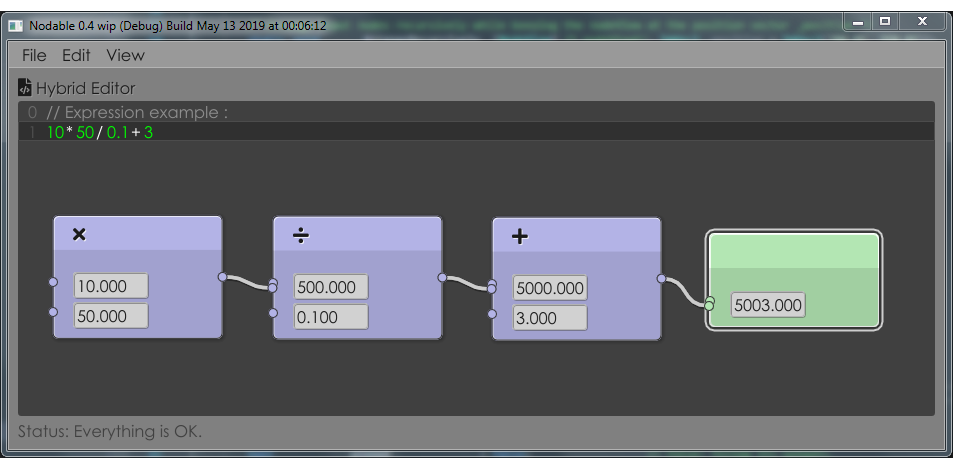 Nodable 0.4 wip (Debug) Build May 13 2019 at 00:06:12
File Edit View
Hybrid Editor
0 // Expression example :
1 10* 50/ 0.1+ 3
× ÷ +
10.000 500.000 5000.000 5003.000
50.000 0.100 3.000
Status: Everything is OK.